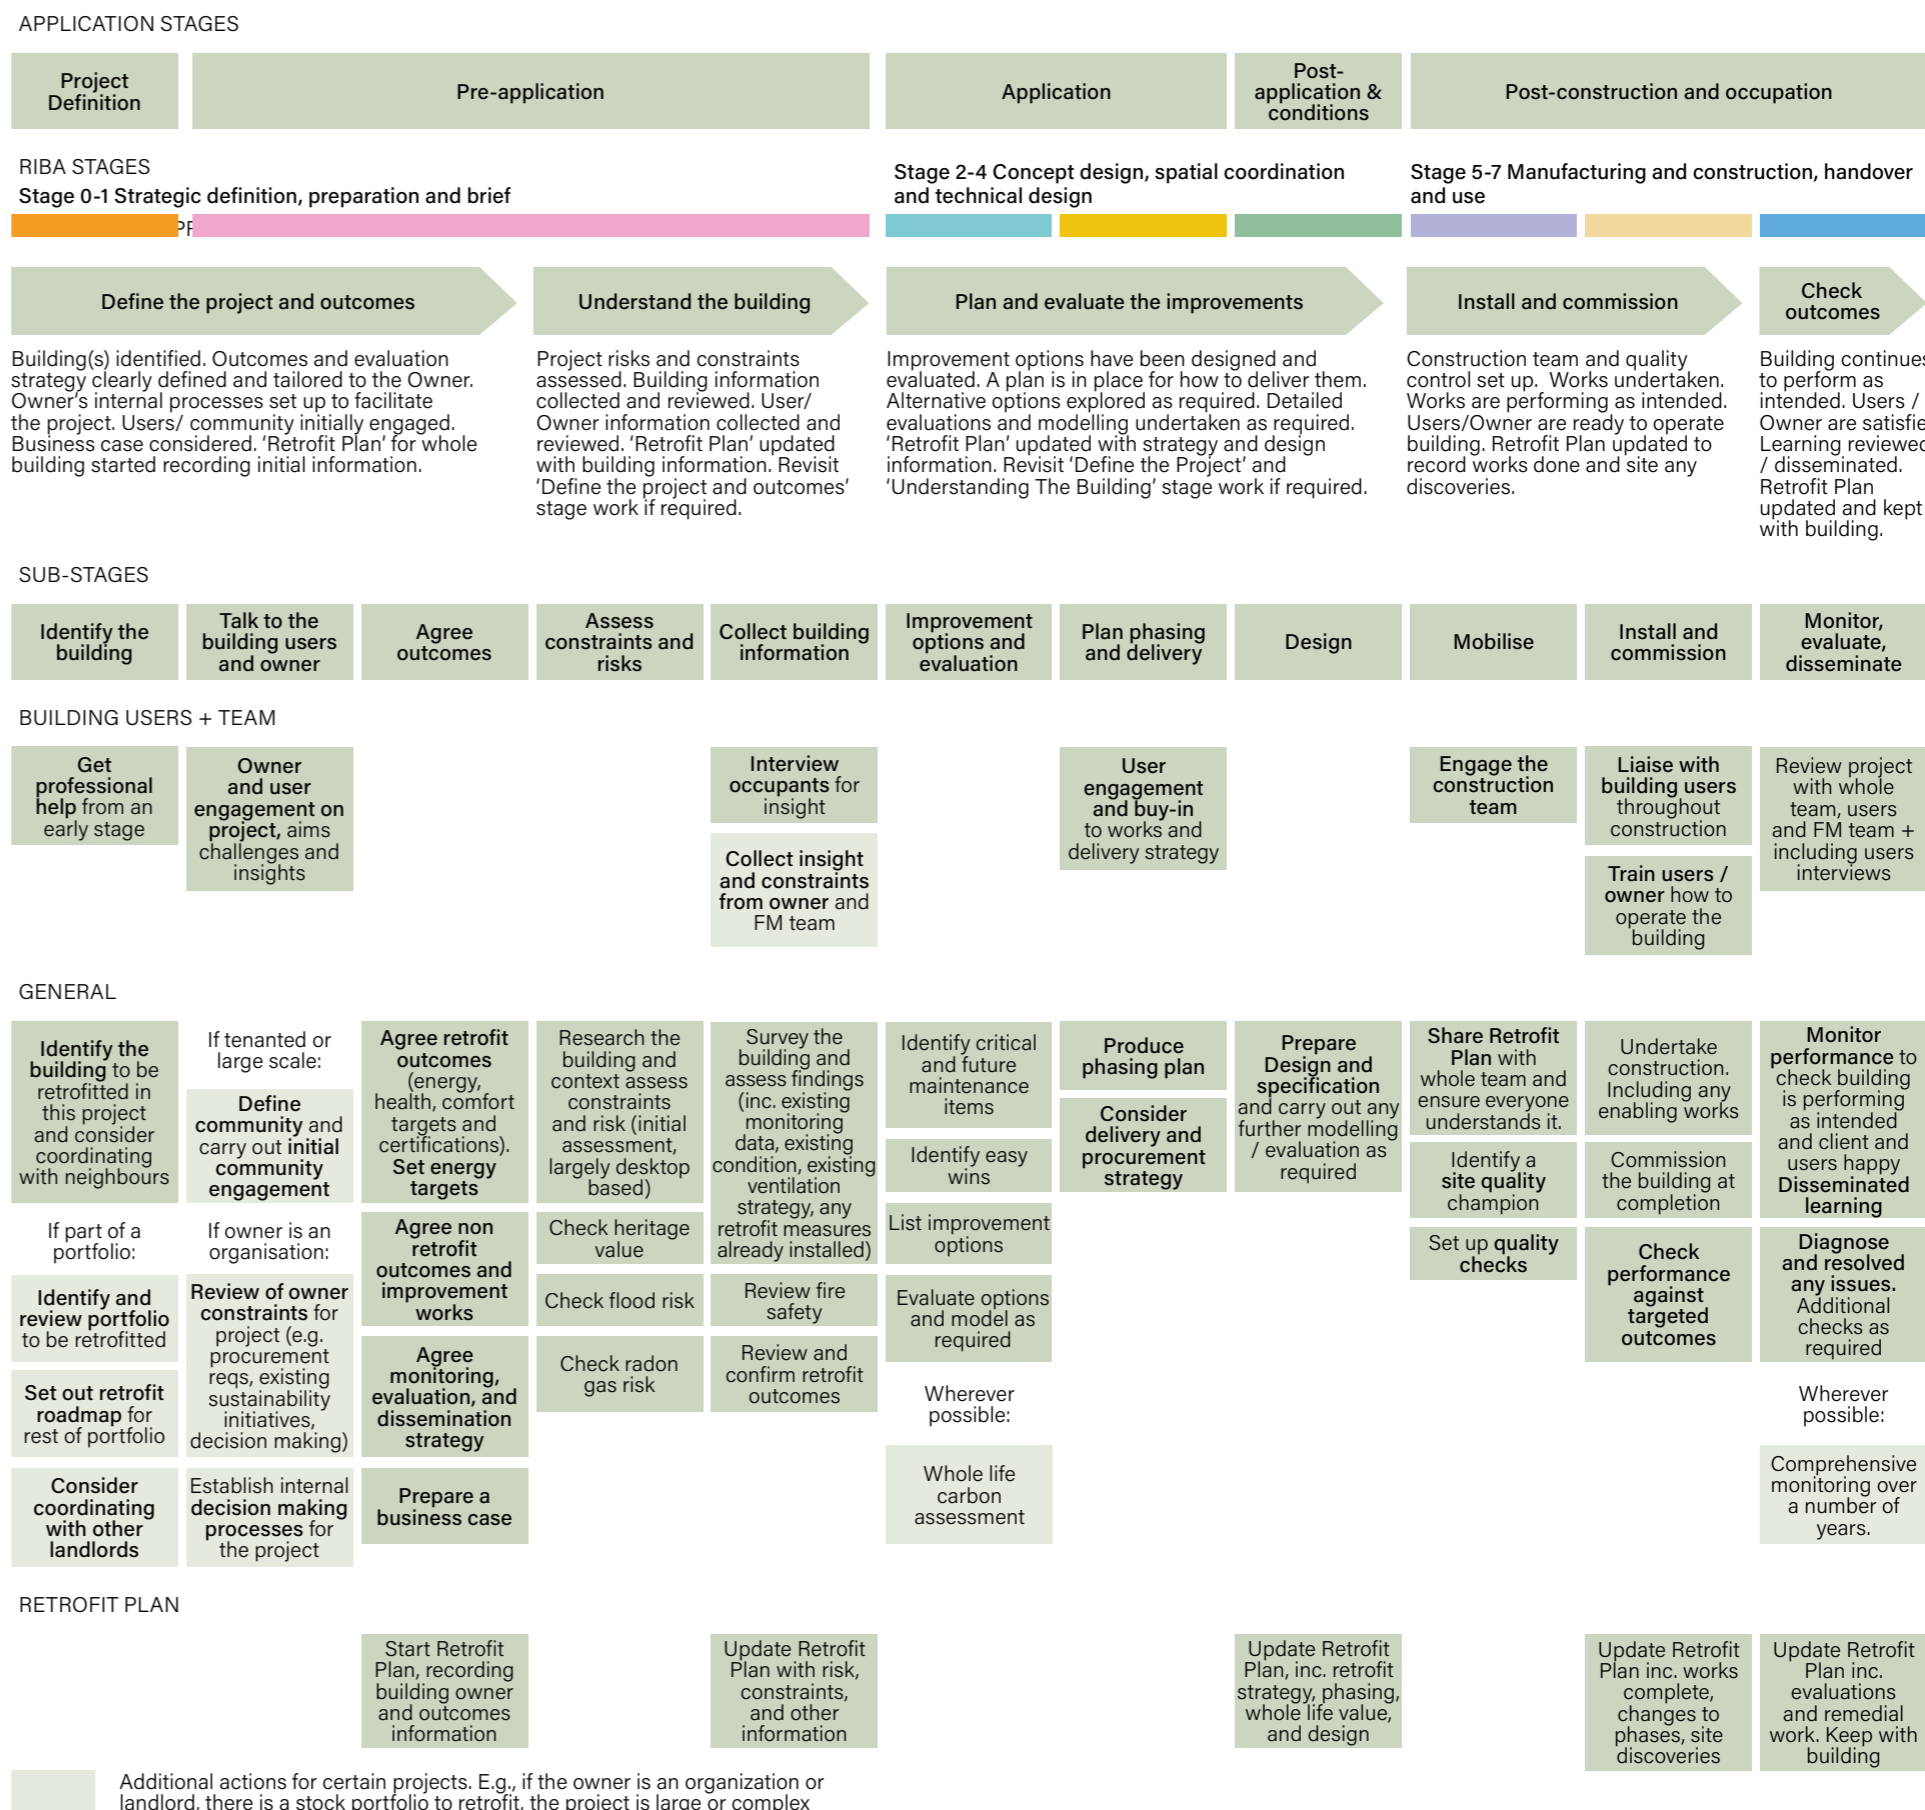 APPLICATION STAGES
Project
Definition
Pre-application
Application
Post-
application &
conditions
Post-construction and occupation
RIBA STAGES
Stage 0-1 Strategic definition, preparation and brief
Stage 2-4 Concept design, spatial coordination
and technical design
Stage 5-7 Manufacturing and construction, handover
and use
Define the project and outcomes
Understand the building
Plan and evaluate the improvements
Install and commission
Check
outcomes
Building(s) identified. Outcomes and evaluation
strategy clearly defined and tailored to the Owner.
Owner's internal processes set up to facilitate
the project. Users/ community initially engaged.
Business case considered. 'Retrofit Plan' for whole
building started recording initial information.
Project risks and constraints
assessed. Building information
collected and reviewed. User/
Owner information collected and
reviewed. 'Retrofit Plan' updated
with building information. Revisit
'Define the project and outcomes'
stage work if required.
Improvement options have been designed and
evaluated. A plan is in place for how to deliver them.
Alternative options explored as required. Detailed
evaluations and modelling undertaken as required.
'Retrofit Plan' updated with strategy and design
information. Revisit 'Define the Project' and
'Understanding The Building' stage work if required.
Construction team and quality
control set up.  Works undertaken.
Works are performing as intended.
Users/Owner are ready to operate
building. Retrofit Plan updated to
record works done and site any
discoveries.
Building continues
to perform as
intended. Users /
Owner are satisfie
Learning reviewed
/ disseminated.
Retrofit Plan
updated and kept
with building.
SUB-STAGES
Identify the
building
Talk to the
building users
and owner
Agree
outcomes
Assess
constraints and
risks
Collect building
information
Improvement
options and
evaluation
Plan phasing
and delivery
Design
Mobilise
Install and
commission
Monitor,
evaluate,
disseminate
BUILDING USERS + TEAM
Get
professional
help from an
early stage
Owner
and user
engagement on
project, aims
challenges and
insights
Interview
occupants for
insight
Collect insight
and constraints
from owner and
FM team
User
engagement
and buy-in
to works and
delivery strategy
Engage the
construction
team
Liaise with
building users
throughout
construction
Train users /
owner how to
operate the
building
Review project
with whole
team, users
and FM team +
including users
interviews
GENERAL
Identify the
building to be
retrofitted in
this project
and consider
coordinating
with neighbours
If part of a
portfolio:
Identify and
review portfolio
to be retrofitted
Set out retrofit
roadmap for
rest of portfolio
Consider
coordinating
with other
landlords
If tenanted or
large scale:
Define
community and
carry out initial
community
engagement
If owner is an
organisation:
Review of owner
constraints for
project (e.g.
procurement
reqs, existing
sustainability
initiatives,
decision making)
Establish internal
decision making
processes for
the project
Agree retrofit
outcomes
(energy,
health, comfort
targets and
certifications).
Set energy
targets
Agree non
retrofit
outcomes and
improvement
works
Agree
monitoring,
evaluation, and
dissemination
strategy
Prepare a
business case
Research the
building and
context assess
constraints
and risk (initial
assessment,
largely desktop
based)
Check heritage
value
Check flood risk
Check radon
gas risk
Survey the
building and
assess findings
(inc. existing
monitoring
data, existing
condition, existing
ventilation
strategy, any
retrofit measures
already installed)
Review fire
safety
Review and
confirm retrofit
outcomes
Identify critical
and future
maintenance
items
Identify easy
wins
List improvement
options
Evaluate options
and model as
required
Wherever
possible:
Whole life
carbon
assessment
Produce
phasing plan
Consider
delivery and
procurement
strategy
Prepare
Design and
specification
and carry out any
further modelling
/ evaluation as
required
Share Retrofit
Plan with
whole team and
ensure everyone
understands it.
Identify a
site quality
champion
Set up quality
checks
Undertake
construction.
Including any
enabling works
Commission
the building at
completion
Check
performance
against
targeted
outcomes
Monitor
performance to
check building
is performing
as intended
and client and
users happy
Disseminated
learning
Diagnose
and resolved
any issues.
Additional
checks as
required
Wherever
possible:
Comprehensive
monitoring over
a number of
years.
RETROFIT PLAN
Start Retrofit
Plan, recording
building owner
and outcomes
information
Update Retrofit
Plan with risk,
constraints,
and other
information
Update Retrofit
Plan, inc. retrofit
strategy, phasing,
whole life value,
and design
Update Retrofit
Plan inc. works
complete,
changes to
phases, site
discoveries
Update Retrofit
Plan inc.
evaluations
and remedial
work. Keep with
building
Additional actions for certain projects. E.g., if the owner is an organization or
landlord, there is a stock portfolio to retrofit, the project is large or complex